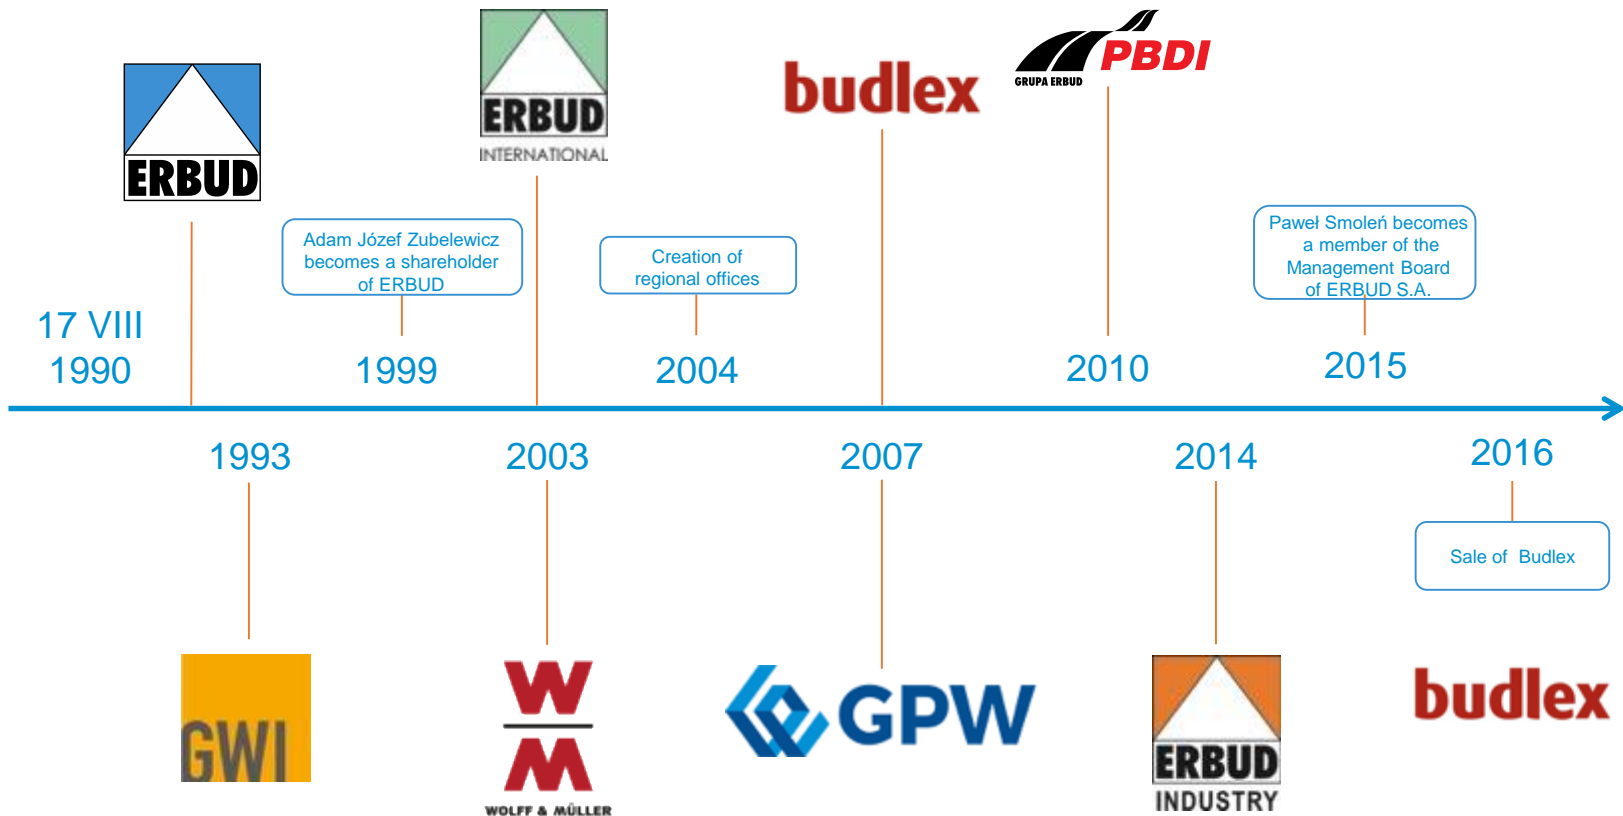 ERBUD
ERBUD
INTERNATIONAL
budlex
GRUPA ERBUD
PBDI
Adam Józef Zubelewicz
becomes a shareholder
of ERBUD
Creation of
regional offices
Paweł Smoleń becomes
a member of the
Management Board
of ERBUD S.A.
17 VIII
1990
1999
2004
2010
2015
1993
2003
2007
2014
2016
Sale of Budlex
GWI
W
M
WOLFF & MÜLLER
GPW
ERBUD
INDUSTRY
budlex